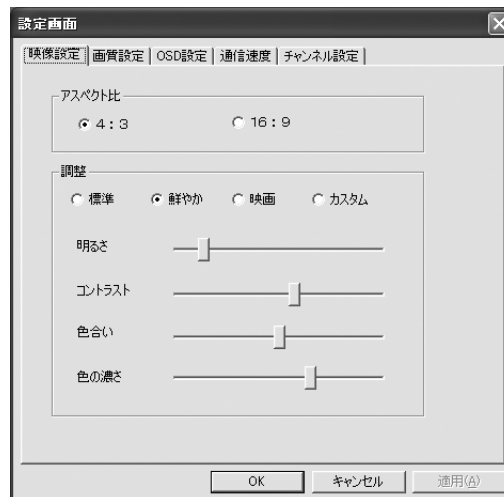 設定画面
映像設定 画質設定 OSD設定 通信速度 チャンネル設定
アスペクト比
4:3 16:9
調整
標準 鮮やか 映画 カスタム
明るさ
コントラスト
色合い
色の濃さ
OK キャンセル 適用(A)